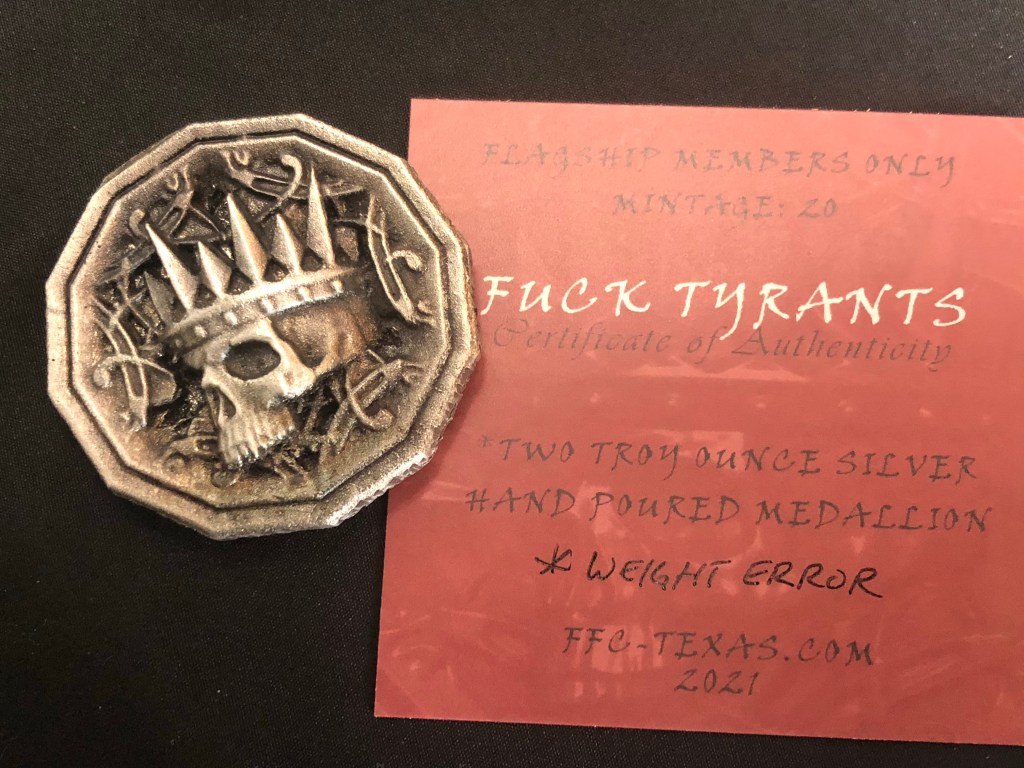 FLAGSHIP MEMBERS ONLY
MINTAGE: 20
FUCK TYRANTS
Certificate of Authenticity
*TWO TROY OUNCE SILVER
HAND POURED MEDALLION
* WEIGHT ERROR
FFC-TEXAS.COM
2021